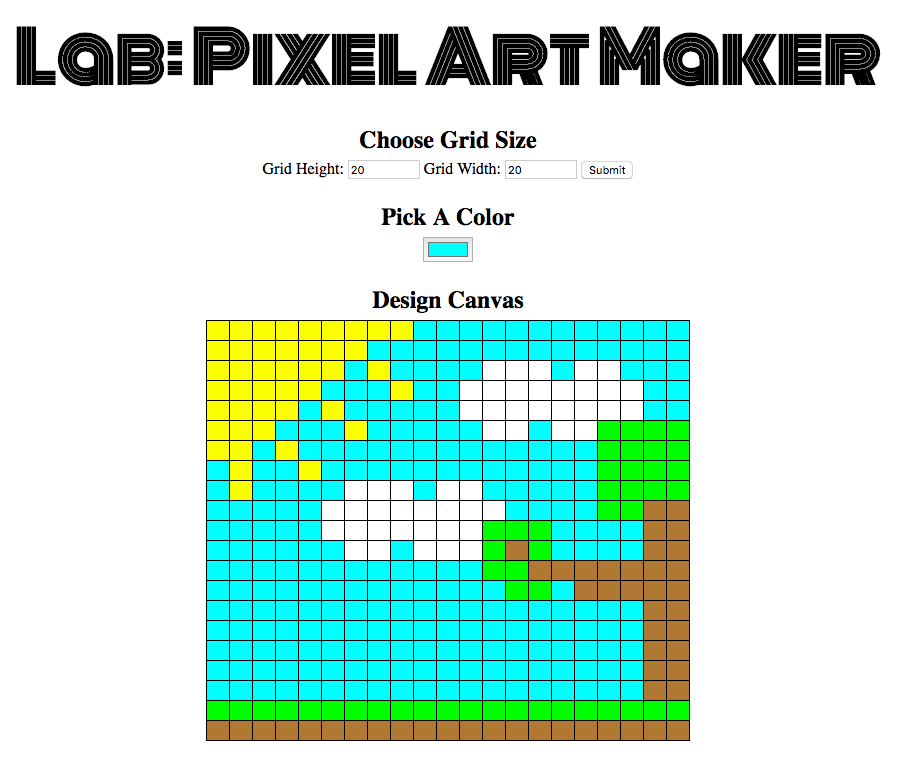 Lab: Pixel Art Maker
Choose Grid Size
Grid Height: 20 Grid Width: 20 Submit
Pick A Color
Design Canvas